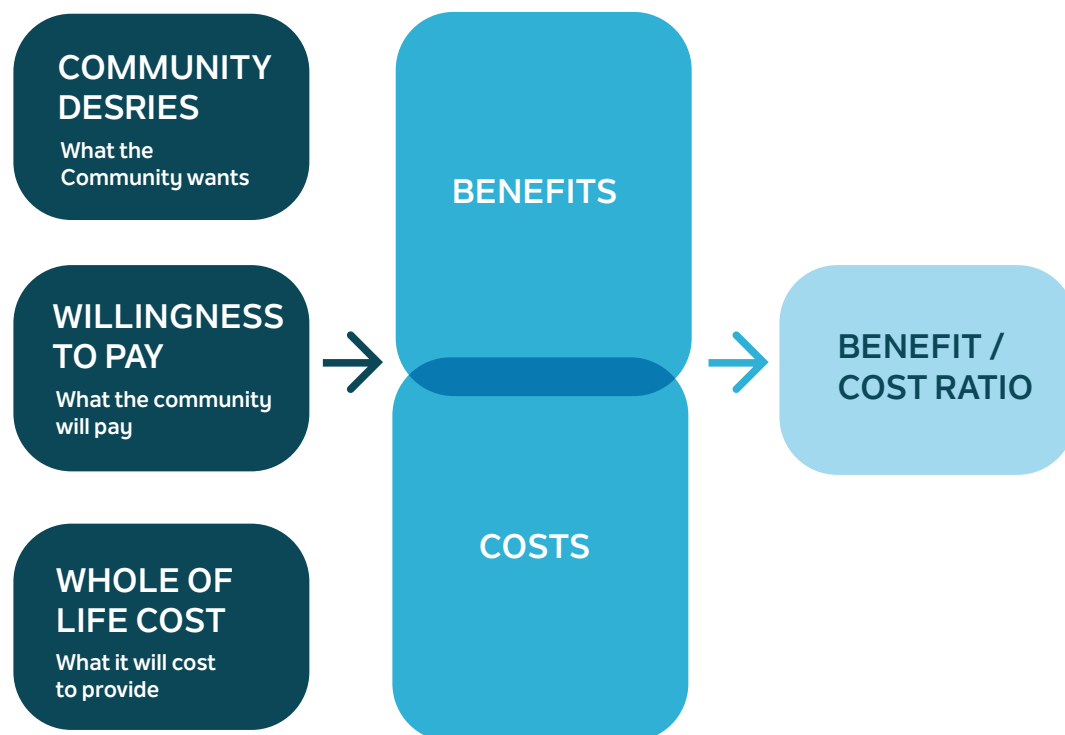 COMMUNITY
DESRIES
What the
Community wants
WILLINGNESS
TO PAY
What the community
will pay
WHOLE OF
LIFE COST
What it will cost
to provide
BENEFITS
COSTS
BENEFIT /
COST RATIO